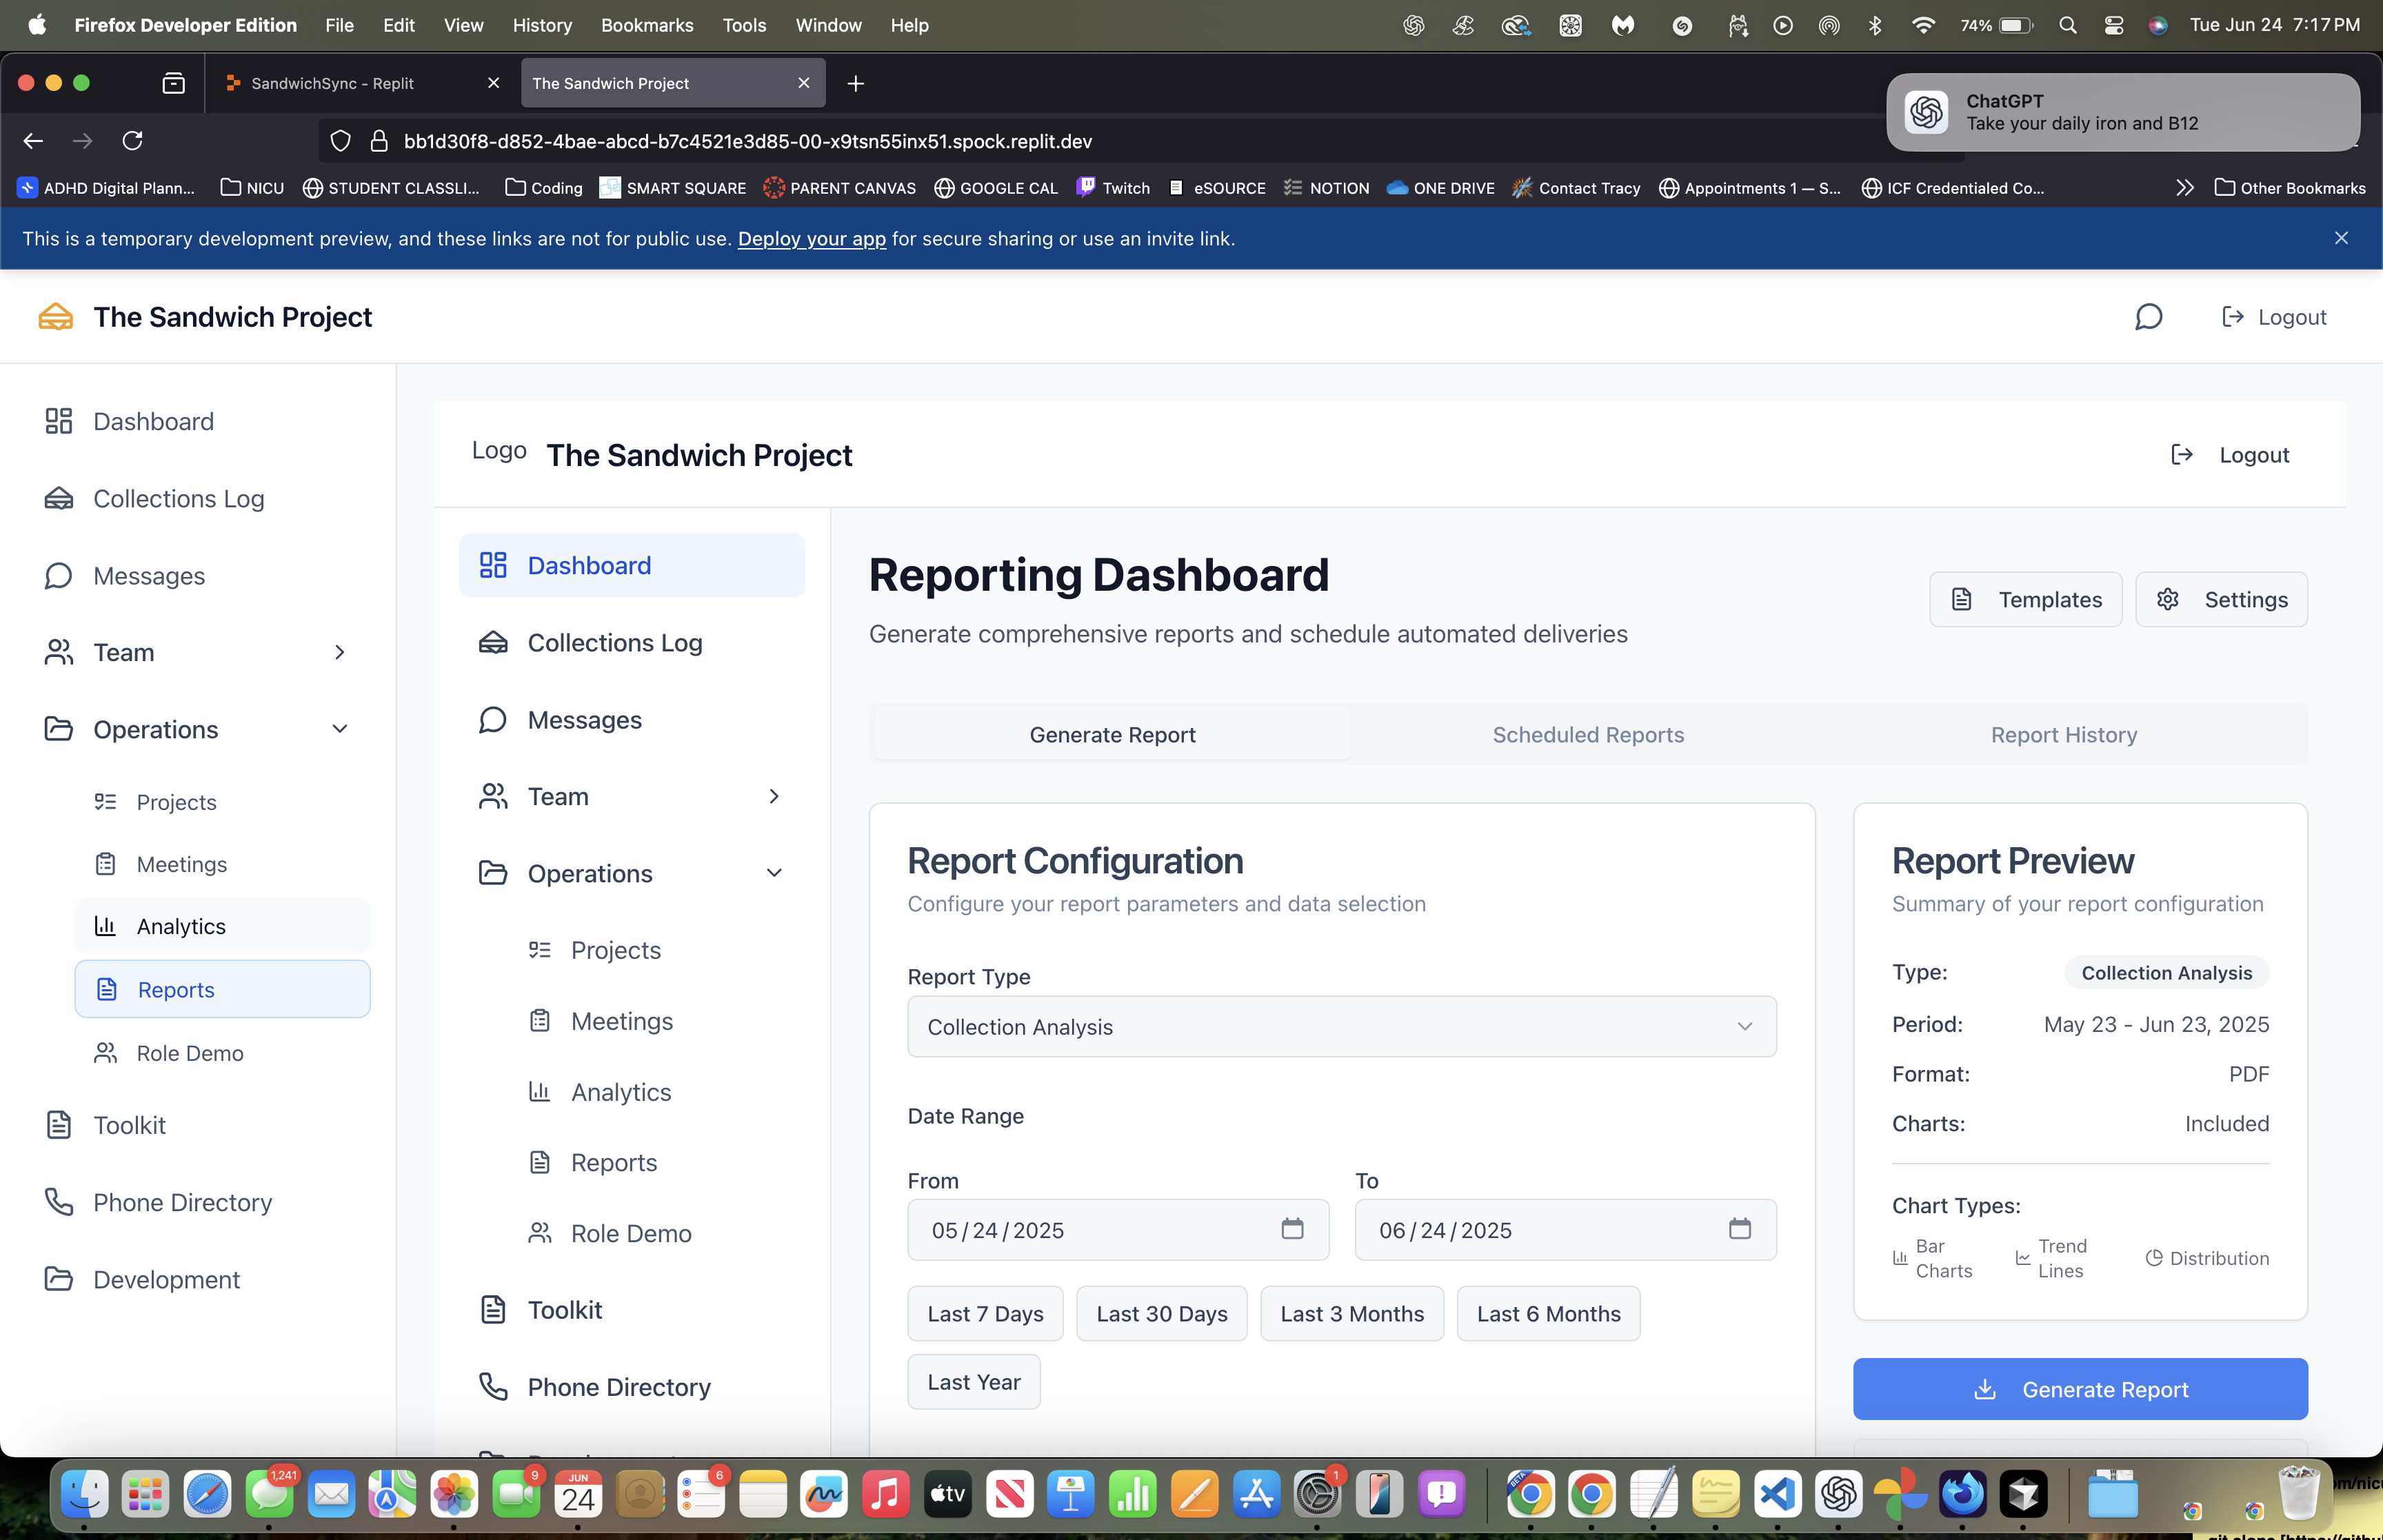 Firefox Developer Edition File Edit View History Bookmarks Tools Window Help 74% Tue Jun 24 7:17 PM
SandwichSync - Replit
The Sandwich Project
ChatGPT
Take your daily iron and B12
bb1d30f8-d852-4bae-abcd-b7c4521e3d85-00-x9tsn55inx51.spock.replit.dev
ADHD Digital Plann... NICU STUDENT CLASSLI... Coding SMART SQUARE PARENT CANVAS GOOGLE CAL Twitch eSOURCE NOTION ONE DRIVE Contact Tracy Appointments 1 — S... ICF Credentialed Co... Other Bookmarks
This is a temporary development preview, and these links are not for public use. Deploy your app for secure sharing or use an invite link.
The Sandwich Project
Logout
Dashboard
Collections Log
Messages
Team
Operations
Projects
Meetings
Analytics
Reports
Role Demo
Toolkit
Phone Directory
Development
Logo The Sandwich Project
Logout
Dashboard
Collections Log
Messages
Team
Operations
Projects
Meetings
Analytics
Reports
Role Demo
Toolkit
Phone Directory
Reporting Dashboard
Generate comprehensive reports and schedule automated deliveries
Templates
Settings
Generate Report
Scheduled Reports
Report History
Report Configuration
Configure your report parameters and data selection
Report Type
Collection Analysis
Date Range
From
05/24/2025
To
06/24/2025
Last 7 Days
Last 30 Days
Last 3 Months
Last 6 Months
Last Year
Report Preview
Summary of your report configuration
Type: Collection Analysis
Period: May 23 - Jun 23, 2025
Format: PDF
Charts: Included
Chart Types:
Bar Charts
Trend Lines
Distribution
Generate Report
1,241
9
JUN
24
6
tv
1
BETA